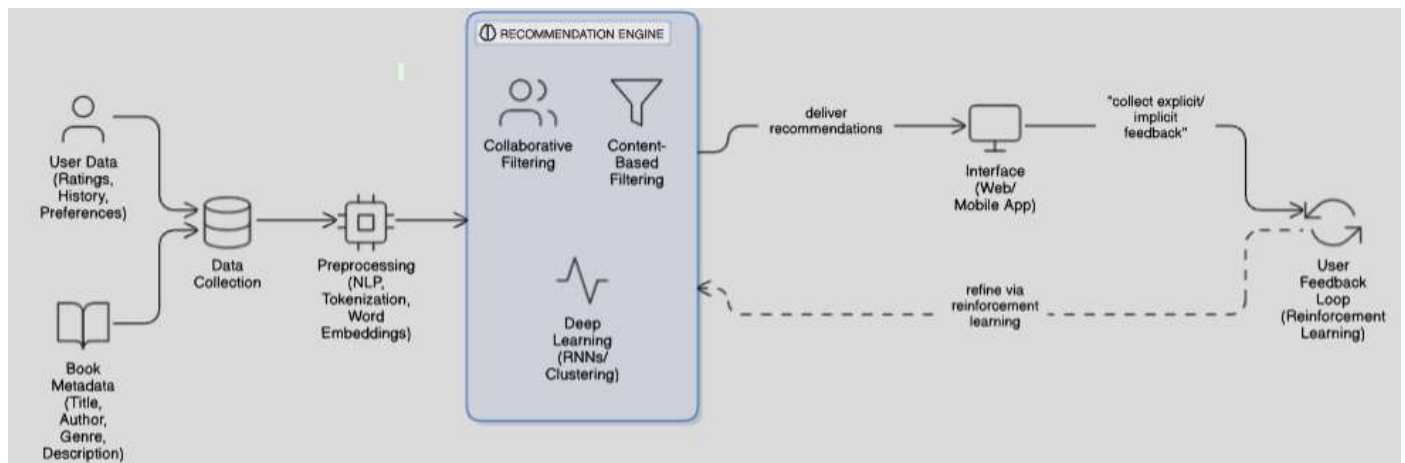 RECOMMENDATION ENGINE
User Data
(Ratings,
History,
Preferences)
Book
Metadata
(Title,
Author,
Genre,
Description)
Data
Collection
Preprocessing
(NLP,
Tokenization,
Word
Embeddings)
Collaborative
Filtering
Content-
Based
Filtering
Deep
Learning
(RNNs/
Clustering)
deliver
recommendations
Interface
(Web/
Mobile App)
"collect explicit/
implicit
feedback"
User
Feedback
Loop
(Reinforcement
Learning)
refine via
reinforcement
learning